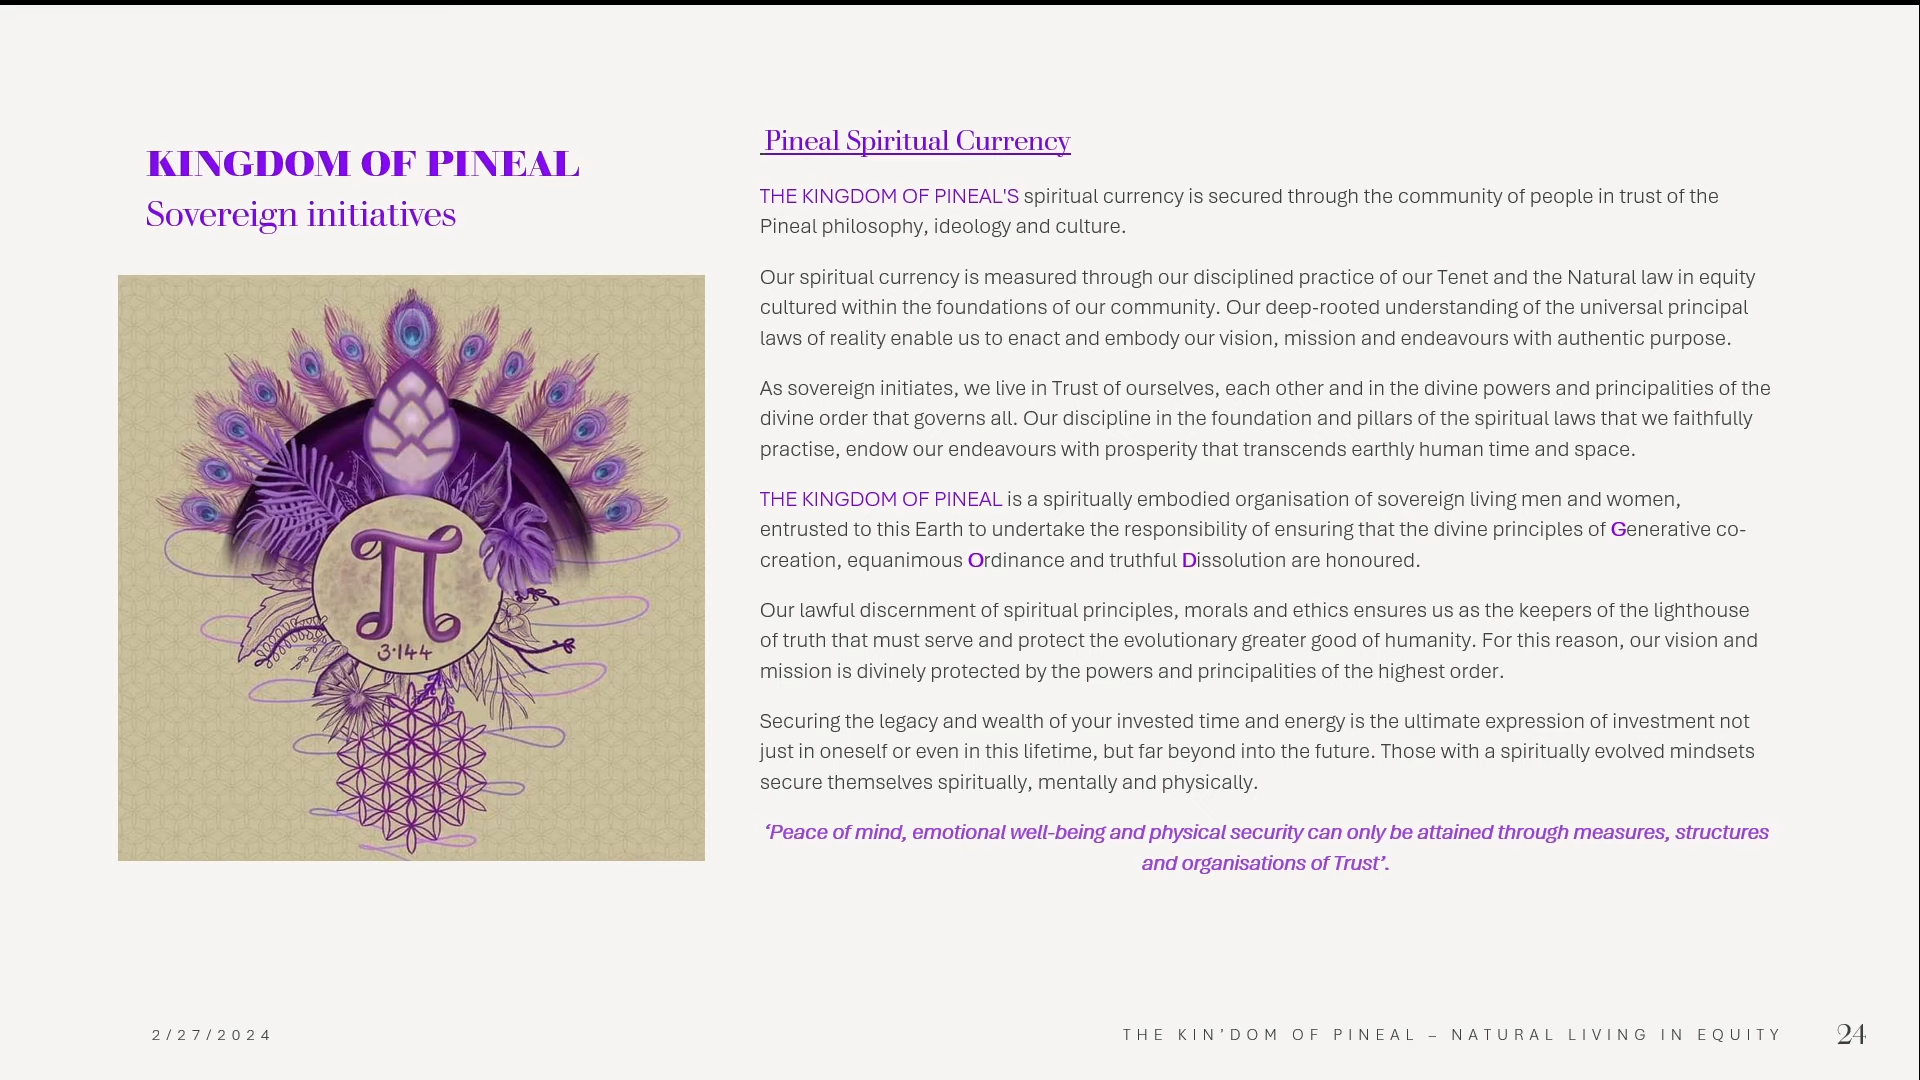 KINGDOM OF PINEAL
Sovereign initiatives
π
3·144
Pineal Spiritual Currency
THE KINGDOM OF PINEAL'S spiritual currency is secured through the community of people in trust of the
Pineal philosophy, ideology and culture.
Our spiritual currency is measured through our disciplined practice of our Tenet and the Natural law in equity
cultured within the foundations of our community. Our deep-rooted understanding of the universal principal
laws of reality enable us to enact and embody our vision, mission and endeavours with authentic purpose.
As sovereign initiates, we live in Trust of ourselves, each other and in the divine powers and principalities of the
divine order that governs all. Our discipline in the foundation and pillars of the spiritual laws that we faithfully
practise, endow our endeavours with prosperity that transcends earthly human time and space.
THE KINGDOM OF PINEAL is a spiritually embodied organisation of sovereign living men and women,
entrusted to this Earth to undertake the responsibility of ensuring that the divine principles of Generative co-
creation, equanimous Ordinance and truthful Dissolution are honoured.
Our lawful discernment of spiritual principles, morals and ethics ensures us as the keepers of the lighthouse
of truth that must serve and protect the evolutionary greater good of humanity. For this reason, our vision and
mission is divinely protected by the powers and principalities of the highest order.
Securing the legacy and wealth of your invested time and energy is the ultimate expression of investment not
just in oneself or even in this lifetime, but far beyond into the future. Those with a spiritually evolved mindsets
secure themselves spiritually, mentally and physically.
‘Peace of mind, emotional well-being and physical security can only be attained through measures, structures
and organisations of Trust’.
2/27/2024
THE KIN’DOM OF PINEAL – NATURAL LIVING IN EQUITY
24